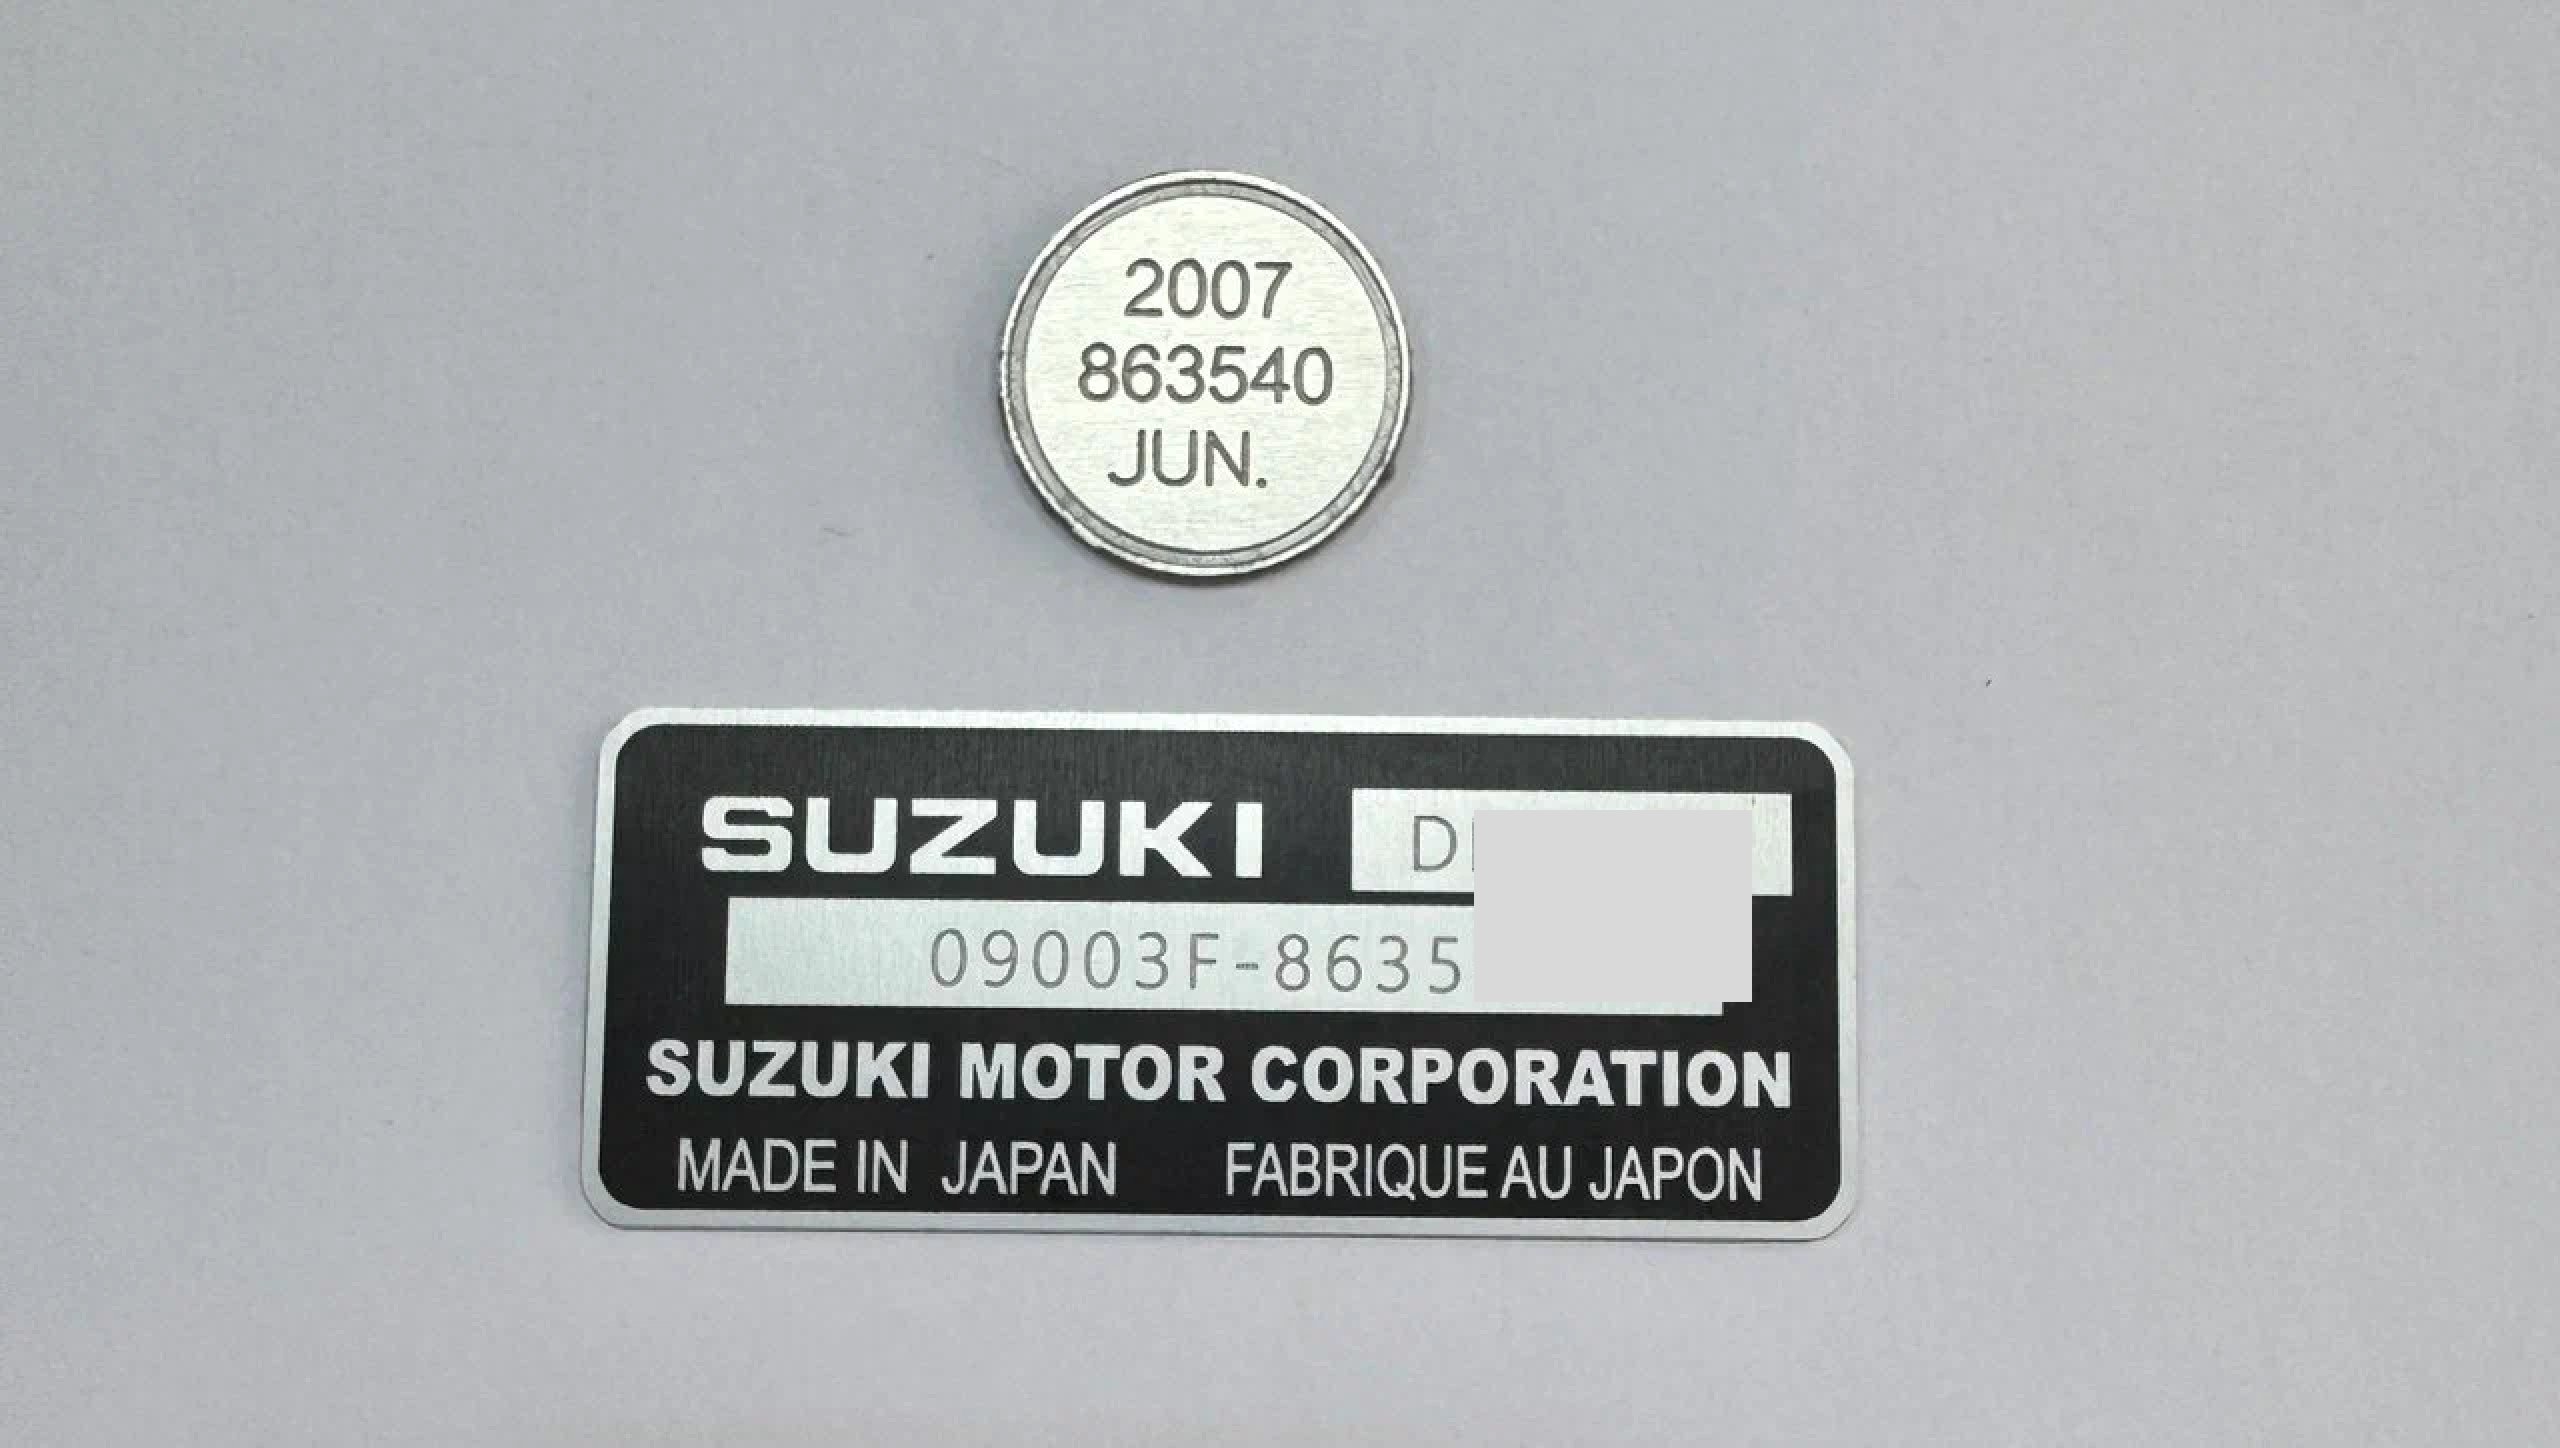 2007
863540
JUN.
SUZUKI D
09003F-8635
SUZUKI MOTOR CORPORATION
MADE IN JAPAN FABRIQUE AU JAPON